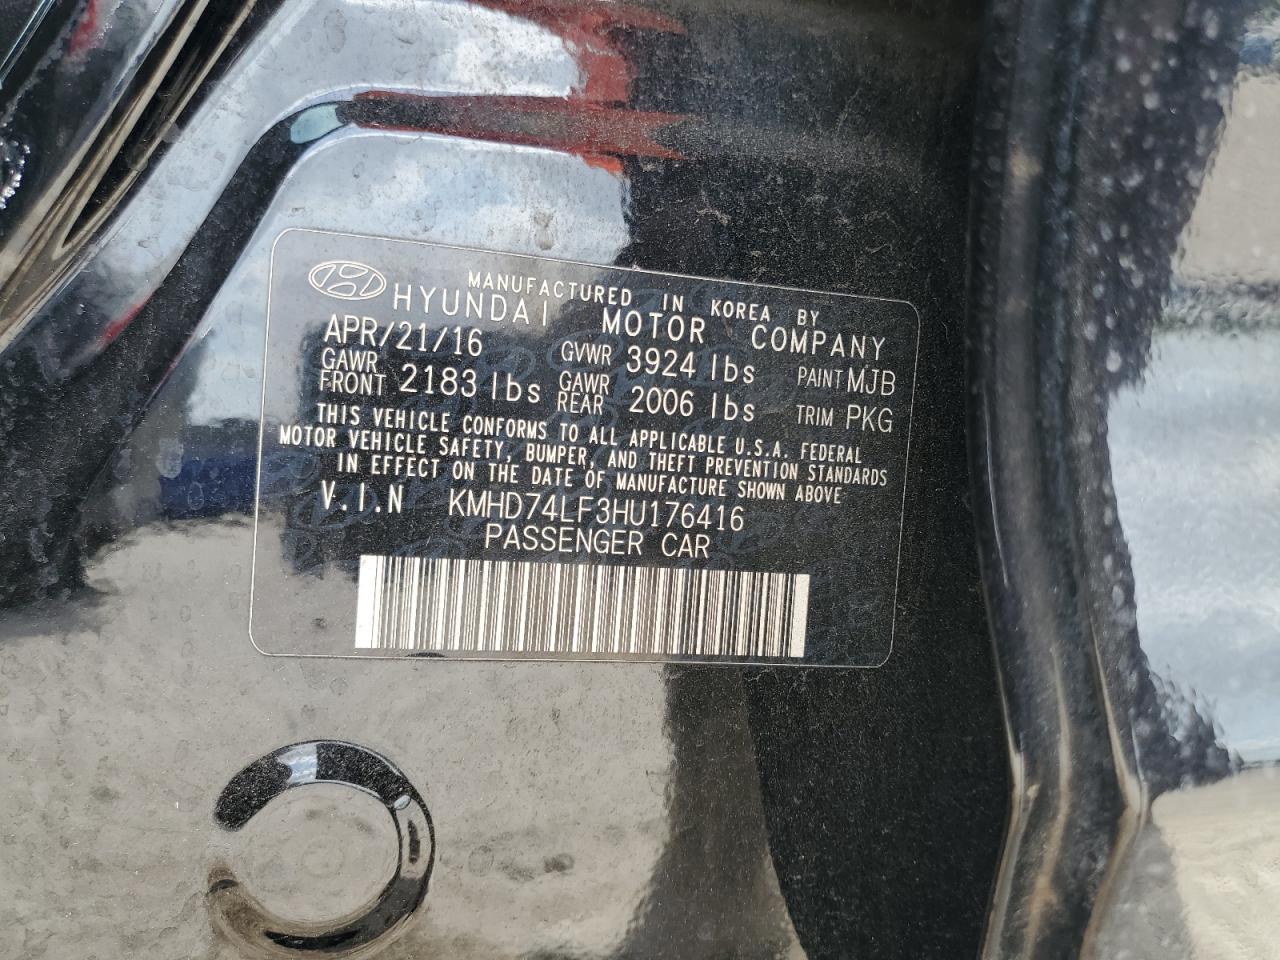 MANUFACTURED IN KOREA BY
HYUNDAI MOTOR COMPANY
APR/21/16 GVWR 3924 lbs PAINT MJB
GAWR FRONT 2183 lbs GAWR REAR 2006 lbs TRIM PKG
THIS VEHICLE CONFORMS TO ALL APPLICABLE U.S.A. FEDERAL
MOTOR VEHICLE SAFETY, BUMPER, AND THEFT PREVENTION STANDARDS
IN EFFECT ON THE DATE OF MANUFACTURE SHOWN ABOVE
V.I.N KMHD74LF3HU176416
PASSENGER CAR